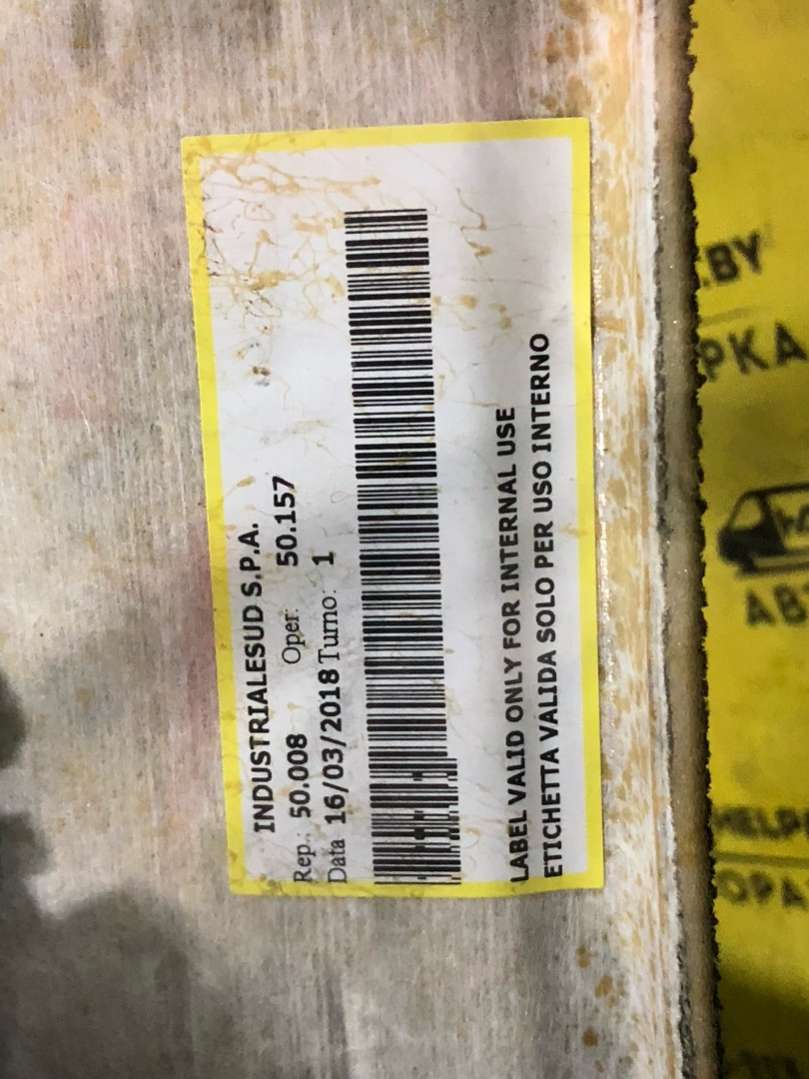 INDUSTRIALESUD S.P.A.
Rep.: 50.008 Oper: 50.157
Data 16/03/2018 Turno: 1
LABEL VALID ONLY FOR INTERNAL USE
ETICHETTA VALIDA SOLO PER USO INTERNO
.BY